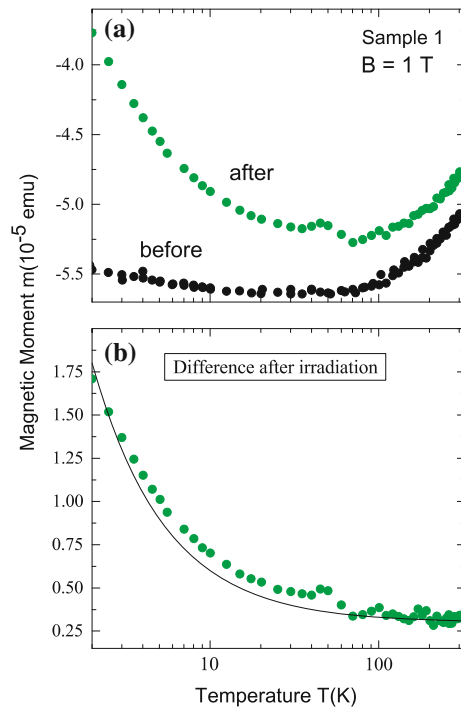 (a)
Sample 1
B = 1 T
-4.0
-4.5
after
-5.0
before
-5.5
Magnetic Moment m(10⁻⁵ emu)
(b)
Difference after irradiation
1.75
1.50
1.25
1.00
0.75
0.50
0.25
10
100
Temperature T(K)